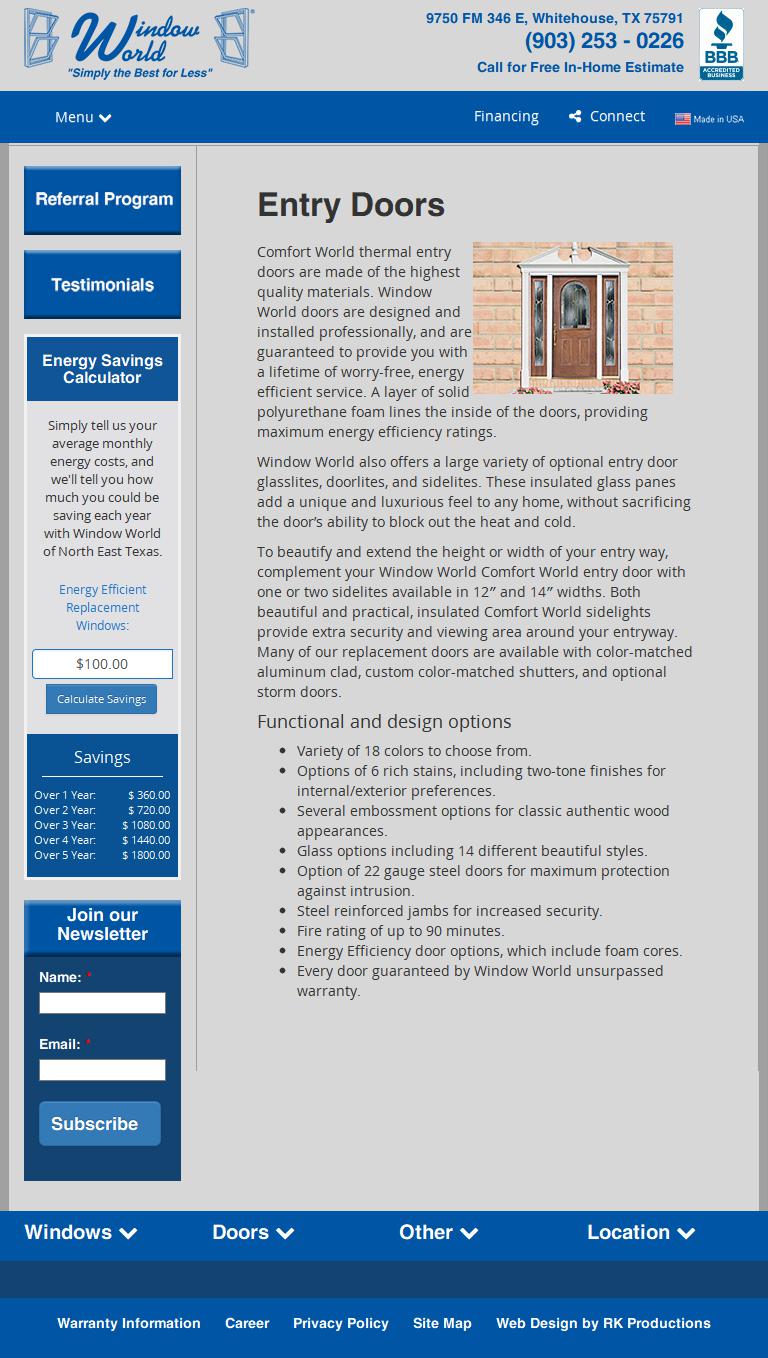 Window World®
"Simply the Best for Less"
9750 FM 346 E, Whitehouse, TX 75791
(903) 253 - 0226
Call for Free In-Home Estimate
BBB
ACCREDITED
BUSINESS
Menu
Financing
Connect
Made in USA
Referral Program
Testimonials
Energy Savings
Calculator
Simply tell us your
average monthly
energy costs, and
we'll tell you how
much you could be
saving each year
with Window World
of North East Texas.
Energy Efficient
Replacement
Windows:
$100.00
Calculate Savings
Savings
Over 1 Year: $ 360.00
Over 2 Year: $ 720.00
Over 3 Year: $ 1080.00
Over 4 Year: $ 1440.00
Over 5 Year: $ 1800.00
Join our
Newsletter
Name: *
Email: *
Subscribe
Entry Doors
Comfort World thermal entry
doors are made of the highest
quality materials. Window
World doors are designed and
installed professionally, and are
guaranteed to provide you with
a lifetime of worry-free, energy
efficient service. A layer of solid
polyurethane foam lines the inside of the doors, providing
maximum energy efficiency ratings.
Window World also offers a large variety of optional entry door
glasslites, doorlites, and sidelites. These insulated glass panes
add a unique and luxurious feel to any home, without sacrificing
the door’s ability to block out the heat and cold.
To beautify and extend the height or width of your entry way,
complement your Window World Comfort World entry door with
one or two sidelites available in 12″ and 14″ widths. Both
beautiful and practical, insulated Comfort World sidelights
provide extra security and viewing area around your entryway.
Many of our replacement doors are available with color-matched
aluminum clad, custom color-matched shutters, and optional
storm doors.
Functional and design options
• Variety of 18 colors to choose from.
• Options of 6 rich stains, including two-tone finishes for
internal/exterior preferences.
• Several embossment options for classic authentic wood
appearances.
• Glass options including 14 different beautiful styles.
• Option of 22 gauge steel doors for maximum protection
against intrusion.
• Steel reinforced jambs for increased security.
• Fire rating of up to 90 minutes.
• Energy Efficiency door options, which include foam cores.
• Every door guaranteed by Window World unsurpassed
warranty.
Windows
Doors
Other
Location
Warranty Information
Career
Privacy Policy
Site Map
Web Design by RK Productions